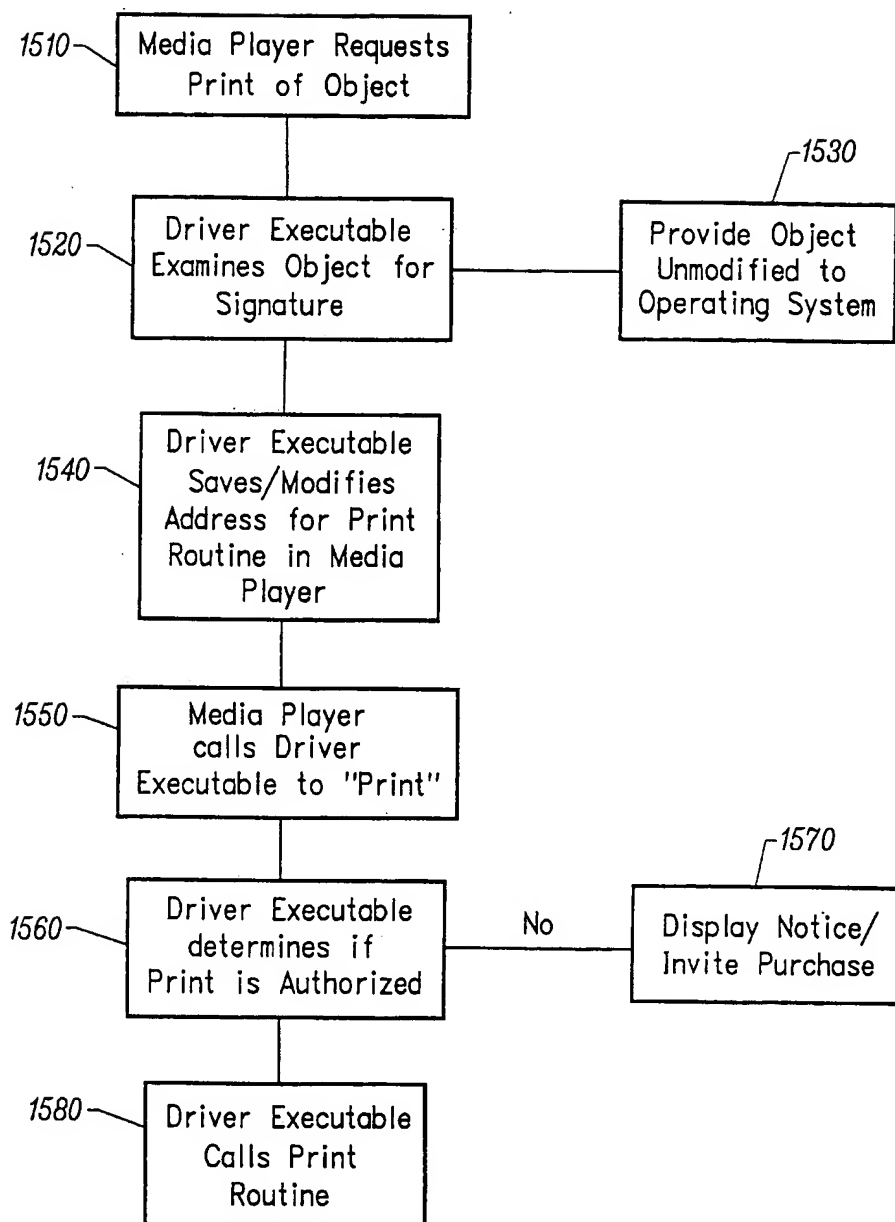 1510
Media Player Requests
Print of Object
1520
Driver Executable
Examines Object for
Signature
1530
Provide Object
Unmodified to
Operating System
1540
Driver Executable
Saves/Modifies
Address for Print
Routine in Media
Player
1550
Media Player
calls Driver
Executable to "Print"
1560
Driver Executable
determines if
Print is Authorized
No
1570
Display Notice/
Invite Purchase
1580
Driver Executable
Calls Print
Routine